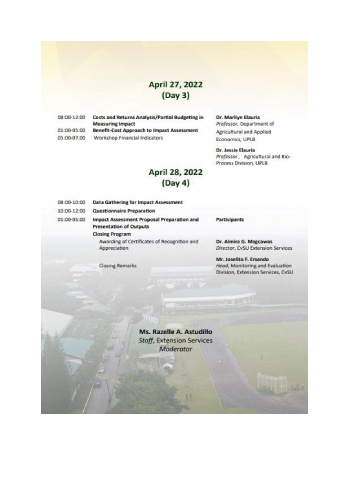 April 27, 2022
(Day 3)
08:00-12:00 Costs and Returns Analysis/Partial Budgeting in Measuring Impact Dr. Marilyn Elauria
01:00-05:00 Benefit-Cost Approach to Impact Assessment Professor, Department of
05:00-07:00 Workshop Financial Indicators Agricultural and Applied
Economics, UPLB
Dr. Jessie Elauria
Professor, Agricultural and Bio-
Process Division, UPLB
April 28, 2022
(Day 4)
08:00-10:00 Data Gathering for Impact Assessment
10:00-12:00 Questionnaire Preparation
01:00-05:00 Impact Assessment Proposal Preparation and Participants
Presentation of Outputs
Closing Program
Awarding of Certificates of Recognition and Dr. Almira G. Magcawas
Appreciation Director, CvSU Extension Services
Mr. Joselito F. Ernando
Closing Remarks Head, Monitoring and Evaluation
Division, Extension Services, CvSU
Ms. Razelle A. Astudillo
Staff, Extension Services
Moderator